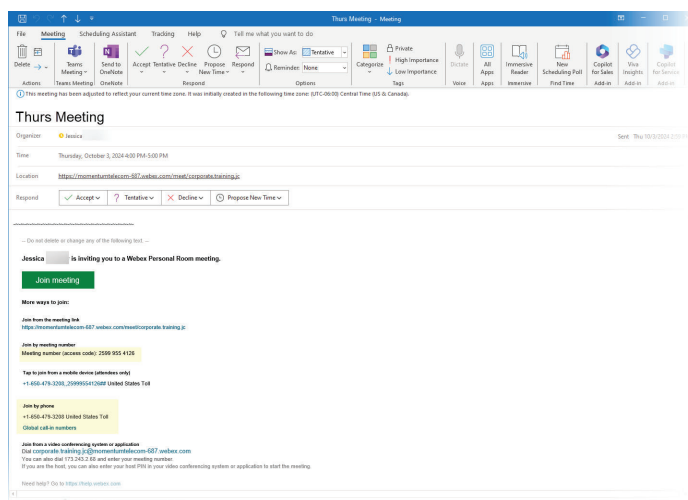 Thurs Meeting - Meeting
File Meeting Scheduling Assistant Tracking Help Tell me what you want to do
Delete
Teams Meeting
Send to OneNote
Accept Tentative Decline Propose New Time Respond
Show As: Tentative
Reminder: None
Categorize
Private
High Importance
Low Importance
Dictate
All Apps
Immersive Reader
New Scheduling Poll
Copilot for Sales
Viva Insights
Copilot for Service
Actions Teams Meeting OneNote Respond Options Tags Voice Apps Immersive Find Time Add-in Add-in Add-in
This meeting has been adjusted to reflect your current time zone. It was initially created in the following time zone: (UTC-06:00) Central Time (US & Canada).
Thurs Meeting
Organizer Jessica Sent Thu 10/3/2024
Time Thursday, October 3, 2024 4:00 PM-5:00 PM
Location https://momentumtelecom-687.webex.com/meet/corporate.training.jc
Respond Accept Tentative Decline Propose New Time
-- Do not delete or change any of the following text. --
Jessica is inviting you to a Webex Personal Room meeting.
Join meeting
More ways to join:
Join from the meeting link
https://momentumtelecom-687.webex.com/meet/corporate.training.jc
Join by meeting number
Meeting number (access code): 2599 955 4126
Tap to join from a mobile device (attendees only)
+1-650-479-3208,,25999554126## United States Toll
Join by phone
+1-650-479-3208 United States Toll
Global call-in numbers
Join from a video conferencing system or application
Dial corporate.training.jc@momentumtelecom-687.webex.com
You can also dial 173.243.2.68 and enter your meeting number.
If you are the host, you can also enter your host PIN in your video conferencing system or application to start the meeting.
Need help? Go to https://help.webex.com